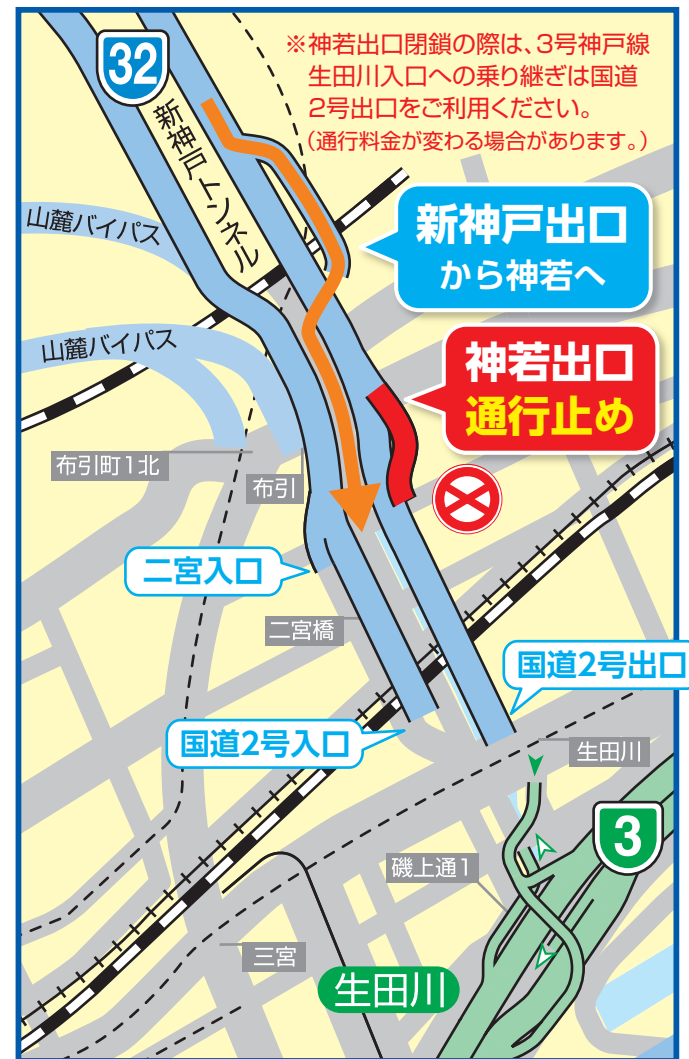 32
※神若出口閉鎖の際は、3号神戸線
生田川入口への乗り継ぎは国道
2号出口をご利用ください。
（通行料金が変わる場合があります。）
新神戸トンネル
山麓バイパス
新神戸出口
から神若へ
山麓バイパス
神若出口
通行止め
布引町1北
布引
二宮入口
二宮橋
国道2号出口
国道2号入口
生田川
3
磯上通1
三宮
生田川